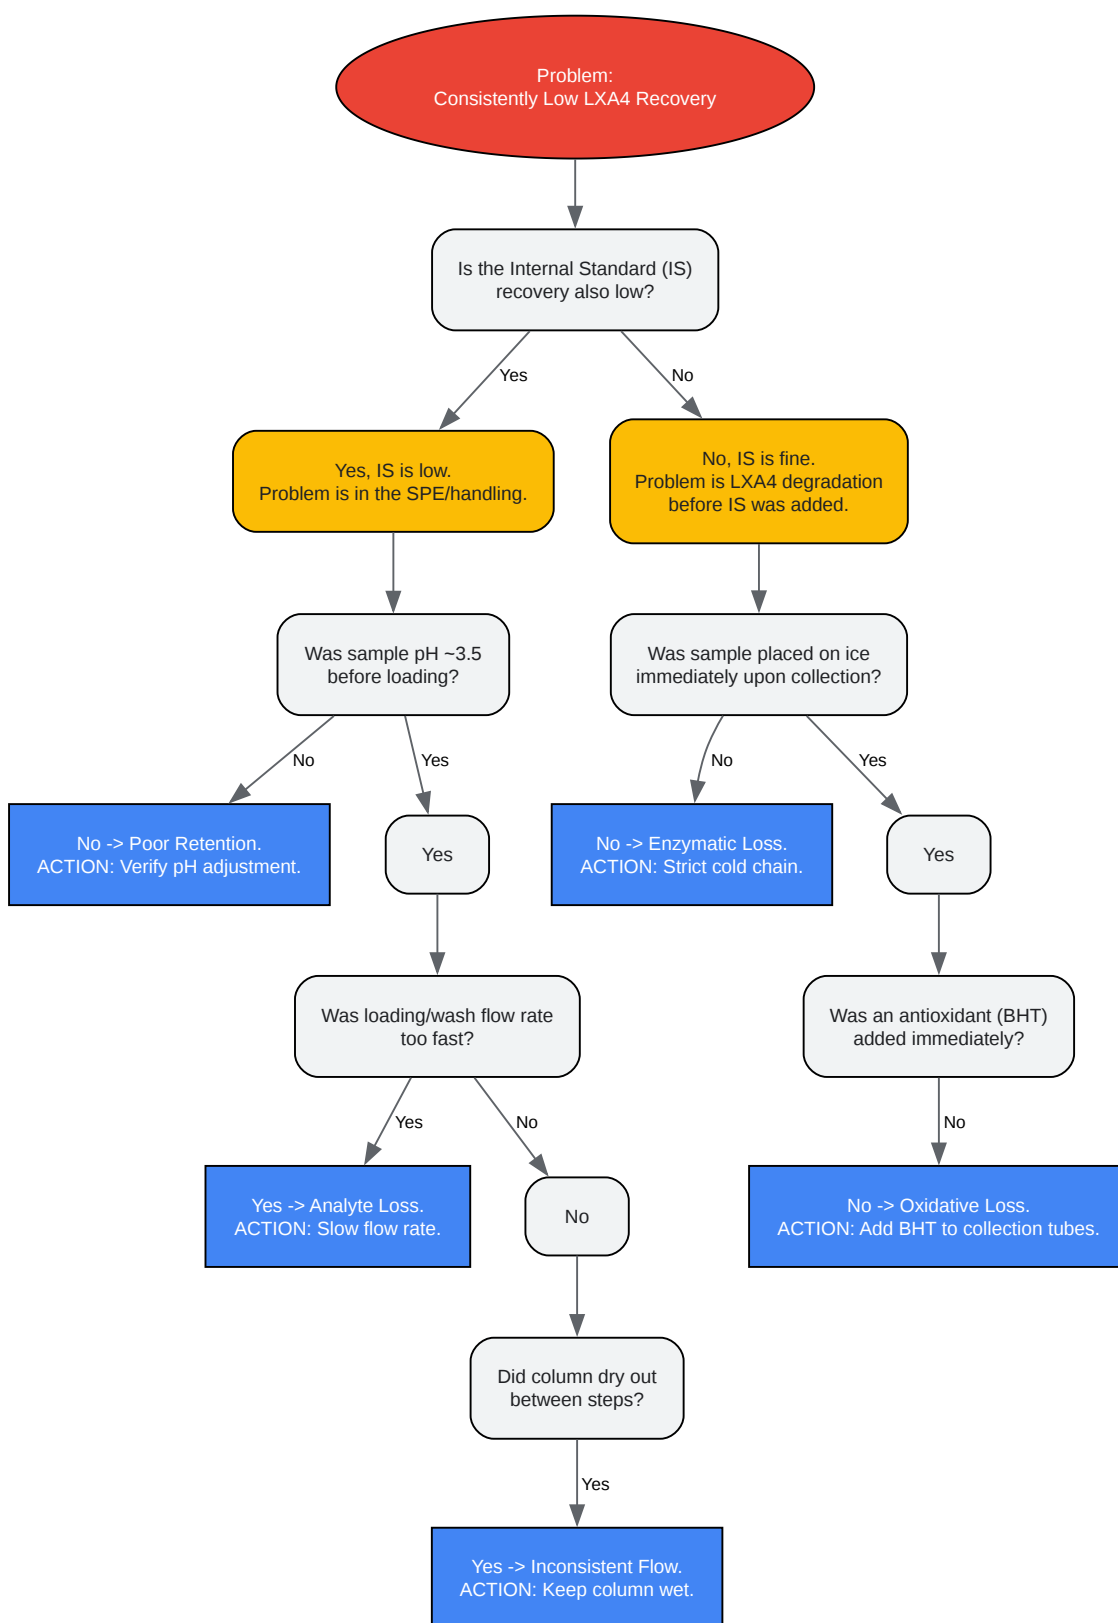 Problem:
Consistently Low LXA4 Recovery
Is the Internal Standard (IS)
recovery also low?
Yes
No
Yes, IS is low.
Problem is in the SPE/handling.
No, IS is fine.
Problem is LXA4 degradation
before IS was added.
Was sample pH ~3.5
before loading?
Was sample placed on ice
immediately upon collection?
No
Yes
No
Yes
No -> Poor Retention.
ACTION: Verify pH adjustment.
Yes
No -> Enzymatic Loss.
ACTION: Strict cold chain.
Yes
Was loading/wash flow rate
too fast?
Was an antioxidant (BHT)
added immediately?
Yes
No
No
Yes -> Analyte Loss.
ACTION: Slow flow rate.
No
No -> Oxidative Loss.
ACTION: Add BHT to collection tubes.
Did column dry out
between steps?
Yes
Yes -> Inconsistent Flow.
ACTION: Keep column wet.